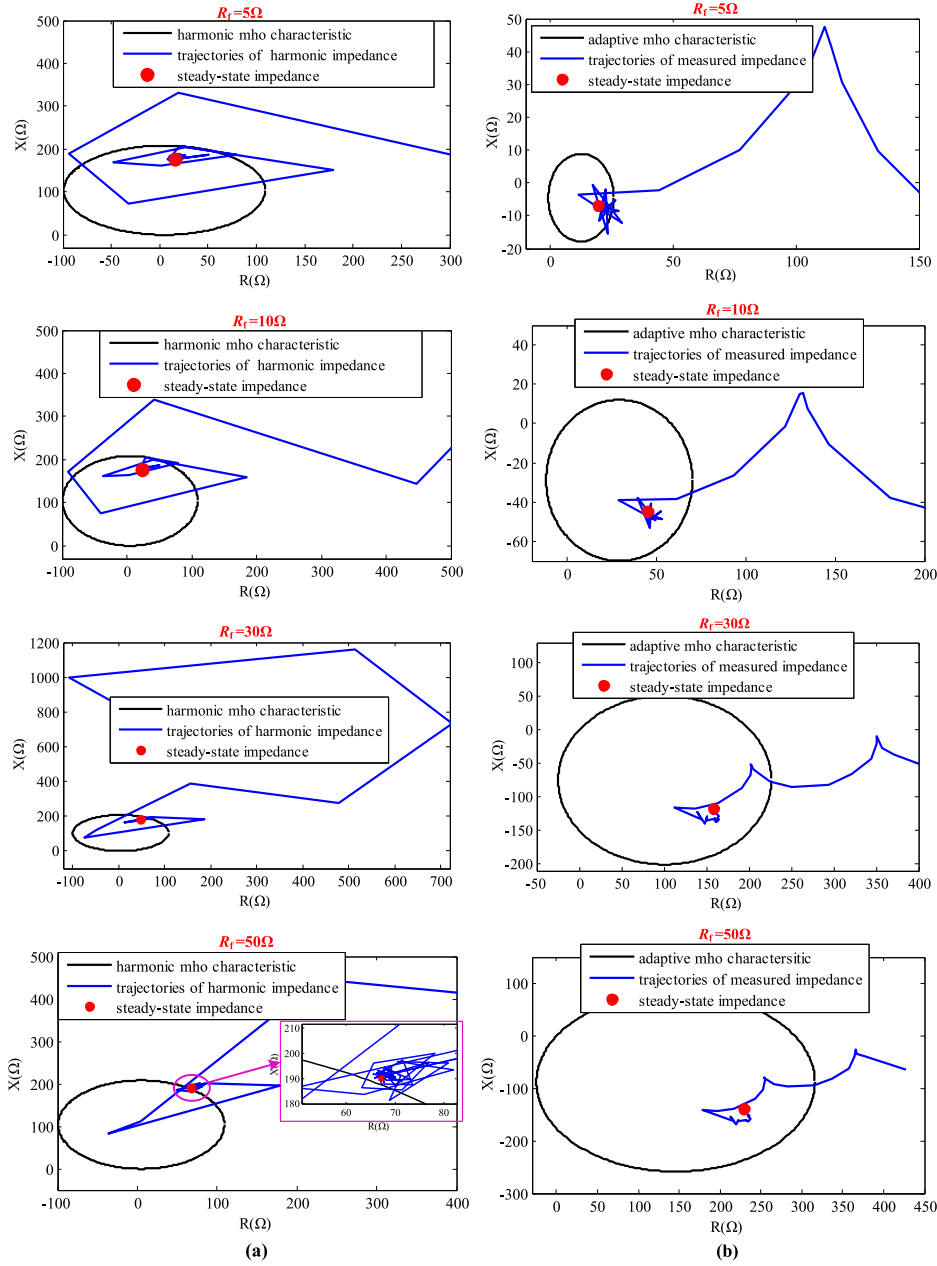 R_f=5Ω
500
400
300
200
100
0
X(Ω)
harmonic mho characteristic
trajectories of harmonic impedance
steady-state impedance
-100 -50 0 50 100 150 200 250 300
R(Ω)
R_f=5Ω
50
40
30
20
10
0
-10
-20
X(Ω)
adaptive mho characteristic
trajectories of measured impedance
steady-state impedance
0 50 100 150
R(Ω)
R_f=10Ω
500
400
300
200
100
0
X(Ω)
harmonic mho characteristic
trajectories of harmonic impedance
steady-state impedance
-100 0 100 200 300 400 500
R(Ω)
R_f=10Ω
40
20
0
-20
-40
-60
X(Ω)
adaptive mho characteristic
trajectories of measured impedance
steady-state impedance
0 50 100 150 200
R(Ω)
R_f=30Ω
1200
1000
800
600
400
200
0
X(Ω)
harmonic mho characteristic
trajectories of harmonic impedance
steady-state impedance
-100 0 100 200 300 400 500 600 700
R(Ω)
R_f=30Ω
100
50
0
-50
-100
-150
-200
X(Ω)
adaptive mho characteristic
trajectories of measured impedance
steady-state impedance
-50 0 50 100 150 200 250 300 350 400
R(Ω)
R_f=50Ω
500
400
300
200
100
0
X(Ω)
harmonic mho characteristic
trajectories of harmonic impedance
steady-state impedance
210
200
190
180
X(Ω)
60 70 80
R(Ω)
-100 0 100 200 300 400
R(Ω)
R_f=50Ω
100
0
-100
-200
-300
X(Ω)
adaptive mho characteristic
trajectories of measured impedance
steady-state impedance
0 50 100 150 200 250 300 350 400 450
R(Ω)
(a)
(b)